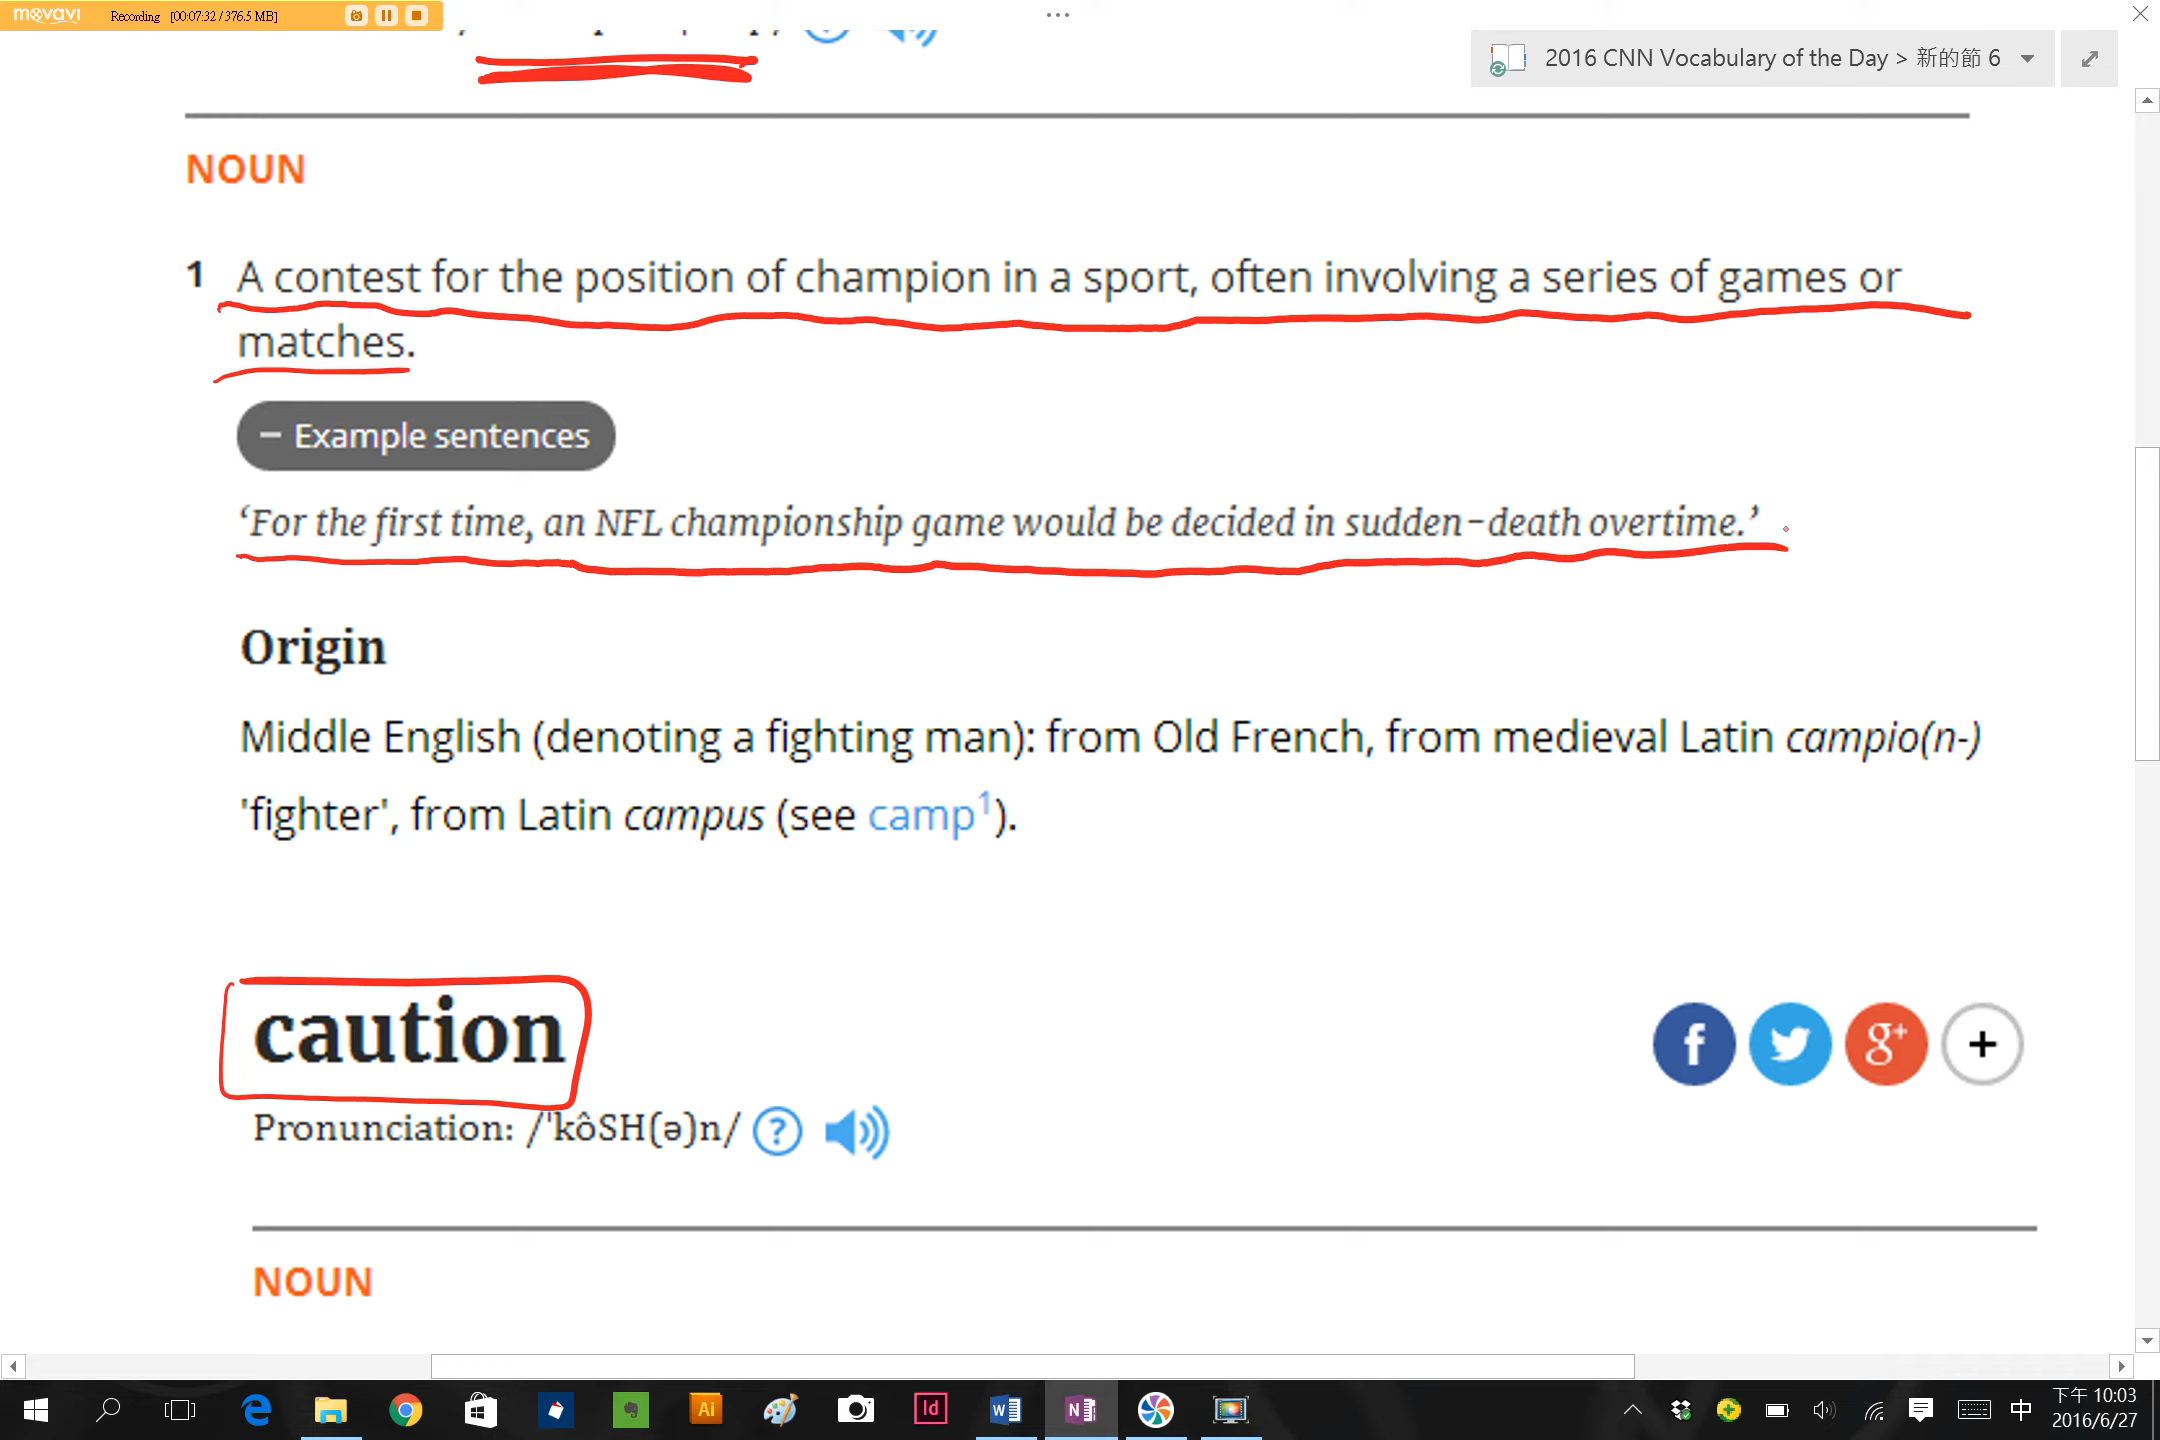 movavi Recording [00:07:32 / 376.5 MB]
2016 CNN Vocabulary of the Day > 新的節 6
NOUN
1 A contest for the position of champion in a sport, often involving a series of games or
matches.
– Example sentences
‘For the first time, an NFL championship game would be decided in sudden-death overtime.’
Origin
Middle English (denoting a fighting man): from Old French, from medieval Latin campio(n-)
'fighter', from Latin campus (see camp¹).
caution
f g+ +
Pronunciation: /ˈkôSH(ə)n/ ?
NOUN
e Ai Id W N 中 下午 10:03
2016/6/27